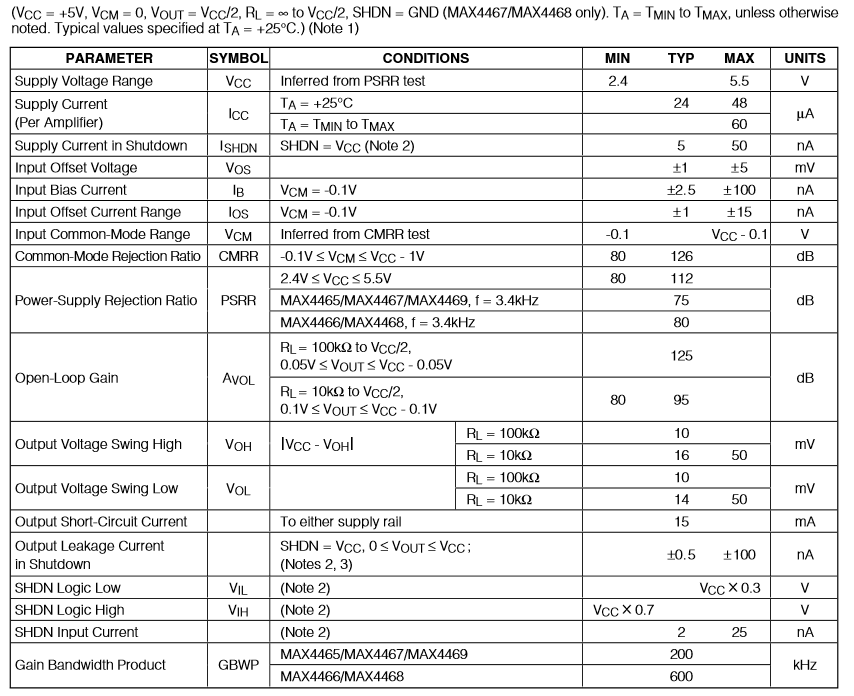 (VCC = +5V, VCM = 0, VOUT = VCC/2, RL = ∞ to VCC/2, SHDN = GND (MAX4467/MAX4468 only). TA = TMIN to TMAX, unless otherwise
noted. Typical values specified at TA = +25°C.) (Note 1)
PARAMETER SYMBOL CONDITIONS MIN TYP MAX UNITS
Supply Voltage Range VCC Inferred from PSRR test 2.4 5.5 V
Supply Current
(Per Amplifier) ICC TA = +25°C 24 48 μA
TA = TMIN to TMAX 60
Supply Current in Shutdown ISHDN SHDN = VCC (Note 2) 5 50 nA
Input Offset Voltage VOS ±1 ±5 mV
Input Bias Current IB VCM = -0.1V ±2.5 ±100 nA
Input Offset Current Range IOS VCM = -0.1V ±1 ±15 nA
Input Common-Mode Range VCM Inferred from CMRR test -0.1 VCC - 0.1 V
Common-Mode Rejection Ratio CMRR -0.1V ≤ VCM ≤ VCC - 1V 80 126 dB
2.4V ≤ VCC ≤ 5.5V 80 112
Power-Supply Rejection Ratio PSRR MAX4465/MAX4467/MAX4469, f = 3.4kHz 75 dB
MAX4466/MAX4468, f = 3.4kHz 80
Open-Loop Gain AVOL RL = 100kΩ to VCC/2,
0.05V ≤ VOUT ≤ VCC - 0.05V 125 dB
RL = 10kΩ to VCC/2,
0.1V ≤ VOUT ≤ VCC - 0.1V 80 95
Output Voltage Swing High VOH |VCC - VOH| RL = 100kΩ 10 mV
RL = 10kΩ 16 50
Output Voltage Swing Low VOL RL = 100kΩ 10 mV
RL = 10kΩ 14 50
Output Short-Circuit Current To either supply rail 15 mA
Output Leakage Current
in Shutdown SHDN = VCC, 0 ≤ VOUT ≤ VCC;
(Notes 2, 3) ±0.5 ±100 nA
SHDN Logic Low VIL (Note 2) VCC X 0.3 V
SHDN Logic High VIH (Note 2) VCC X 0.7 V
SHDN Input Current (Note 2) 2 25 nA
Gain Bandwidth Product GBWP MAX4465/MAX4467/MAX4469 200 kHz
MAX4466/MAX4468 600